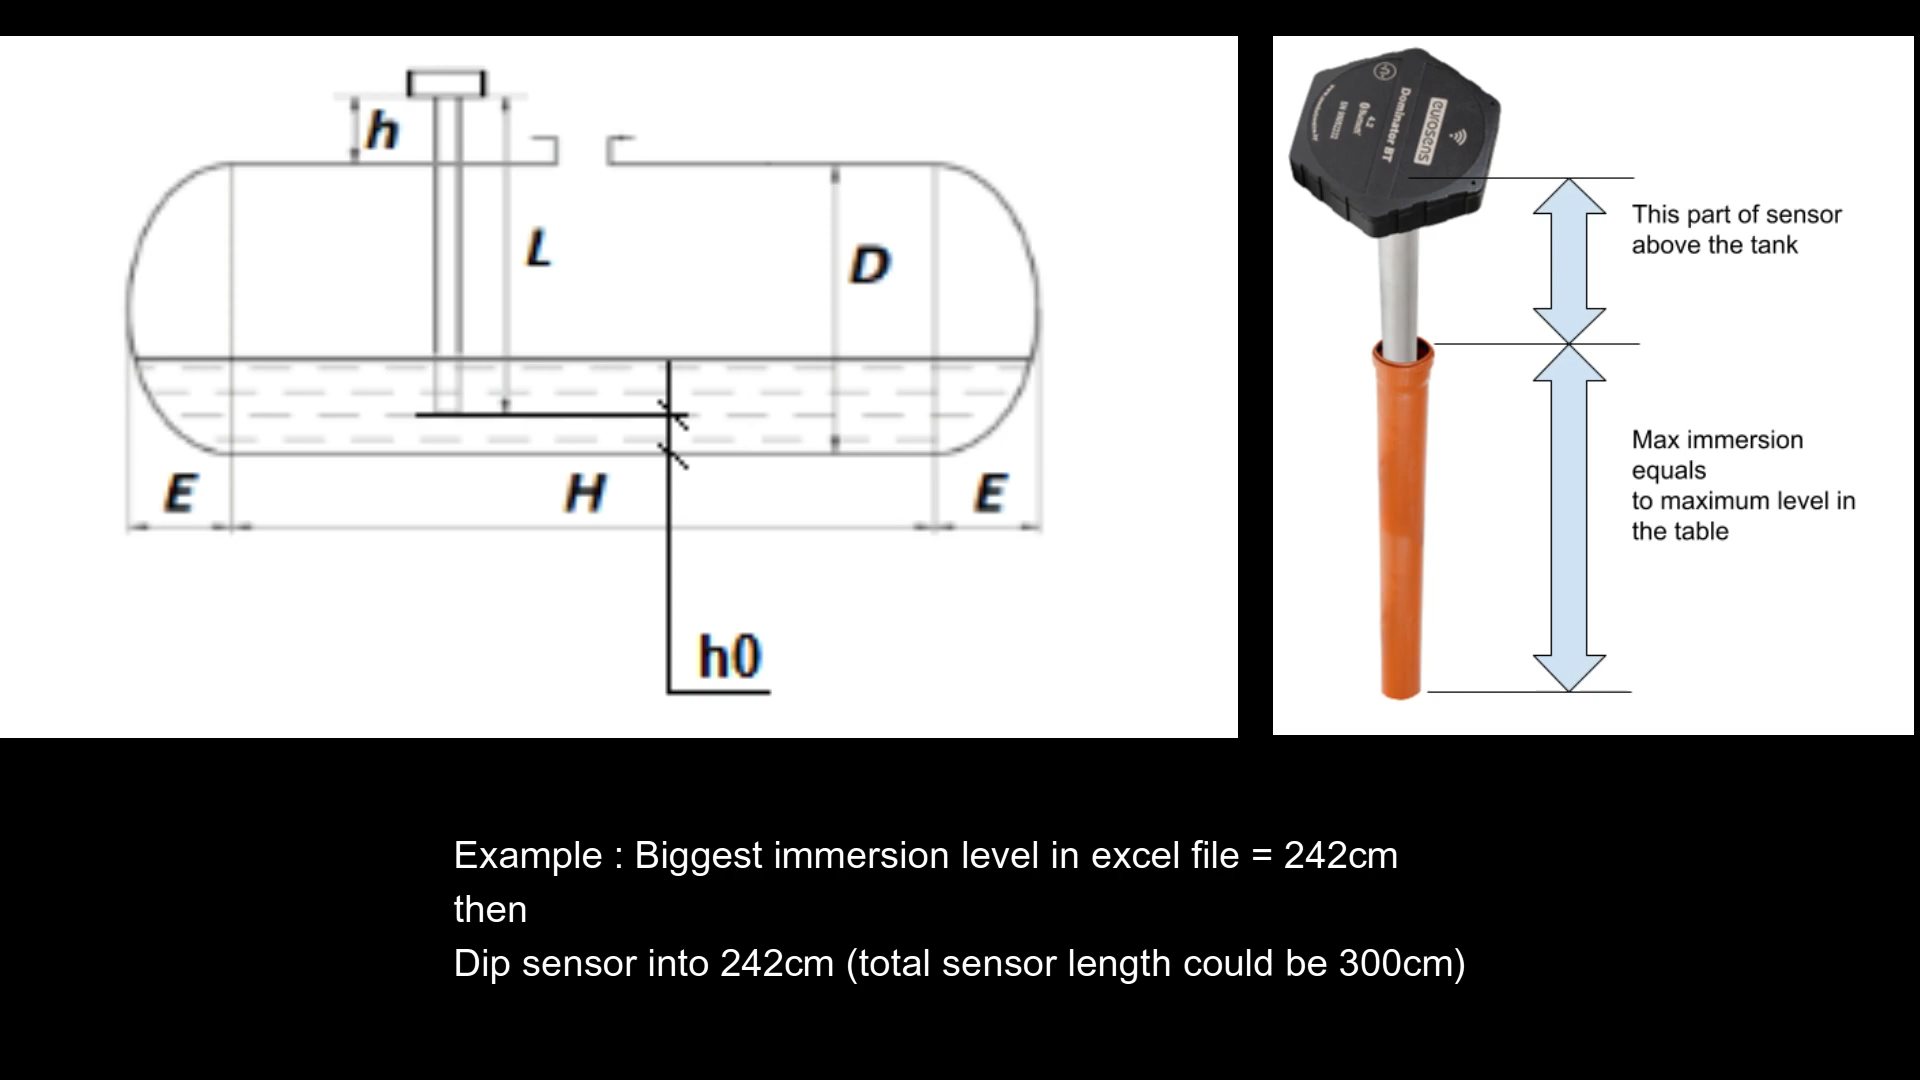 h
L
D
E
H
E
h0
eurosens
Dominator BT
This part of sensor
above the tank
Max immersion
equals
to maximum level in
the table
Example : Biggest immersion level in excel file = 242cm
then
Dip sensor into 242cm (total sensor length could be 300cm)